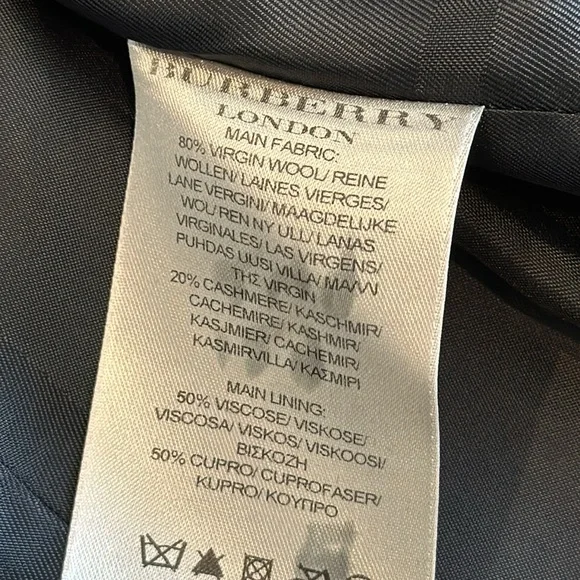 BURBERRY
LONDON
MAIN FABRIC:
80% VIRGIN WOOL/ REINE
WOLLEN/ LAINES VIERGES/
LANE VERGINI/ MAAGDELIJKE
WOL/ REN NY ULL/ LANAS
VIRGINALES/ LAS VIRGENS/
PUHDAS UUSI VILLA/ ΜΑΛΛΙ
ΤΗΣ VIRGIN
20% CASHMERE/ KASCHMIR/
CACHEMIRE/ KASHMIR/
KASJMIER/ CACHEMIR/
KASMIRVILLA/ ΚΑΣΜΙΡΙ
MAIN LINING:
50% VISCOSE/ VISKOSE/
VISCOSA/ VISKOS/ VISKOOSI/
ΒΙΣΚΟΖΗ
50% CUPRO/ CUPROFASER/
KUPRO/ ΚΟΥΠΡΟ